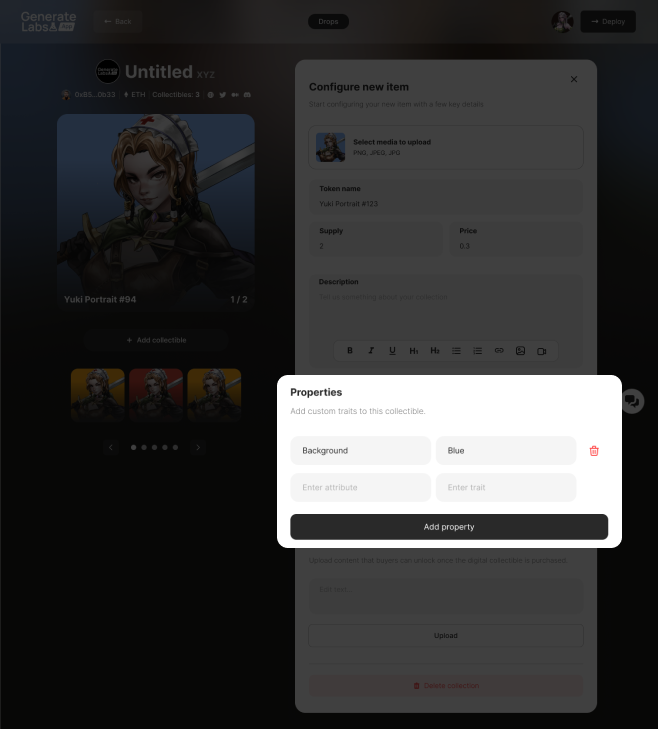 Generate
Labs
← Back
Drops
→ Deploy
Untitled XYZ
0xB5...0b33 ETH Collectibles: 3
Yuki Portrait #94 1 / 2
+ Add collectible
Configure new item
Start configuring your new item with a few key details
Select media to upload
PNG, JPEG, JPG
Token name
Yuki Portrait #123
Supply Price
2 0.3
Description
Tell us something about your collection
B I U H1 H2
Properties
Add custom traits to this collectible.
Background Blue
Enter attribute Enter trait
Add property
Upload content that buyers can unlock once the digital collectible is purchased.
Edit text...
Upload
Delete collection